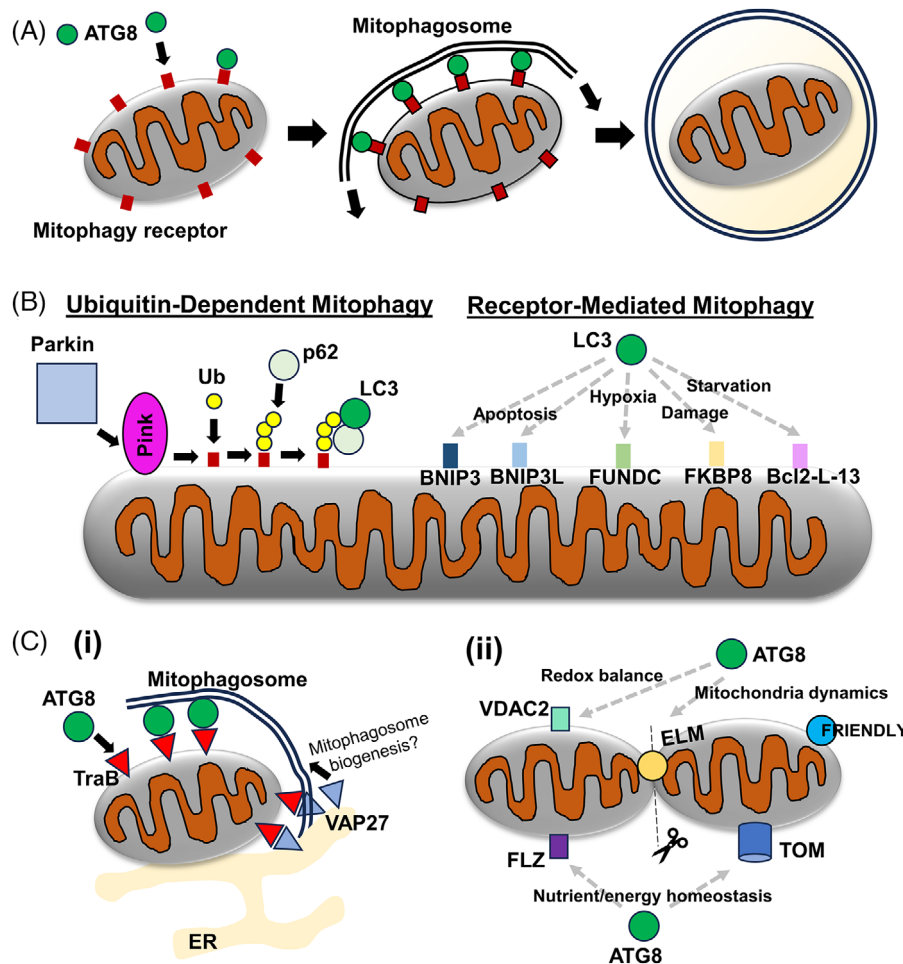 (A)
ATG8
Mitophagosome
Mitophagy receptor
(B)
Ubiquitin-Dependent Mitophagy
Receptor-Mediated Mitophagy
Parkin
Pink
Ub
p62
LC3
LC3
Apoptosis
Hypoxia
Starvation
Damage
BNIP3
BNIP3L
FUNDC
FKBP8
Bcl2-L-13
(C)
(i)
Mitophagosome
ATG8
TraB
Mitophagosome
biogenesis?
VAP27
ER
(ii)
ATG8
Redox balance
Mitochondria dynamics
VDAC2
ELM
FRIENDLY
FLZ
TOM
Nutrient/energy homeostasis
ATG8